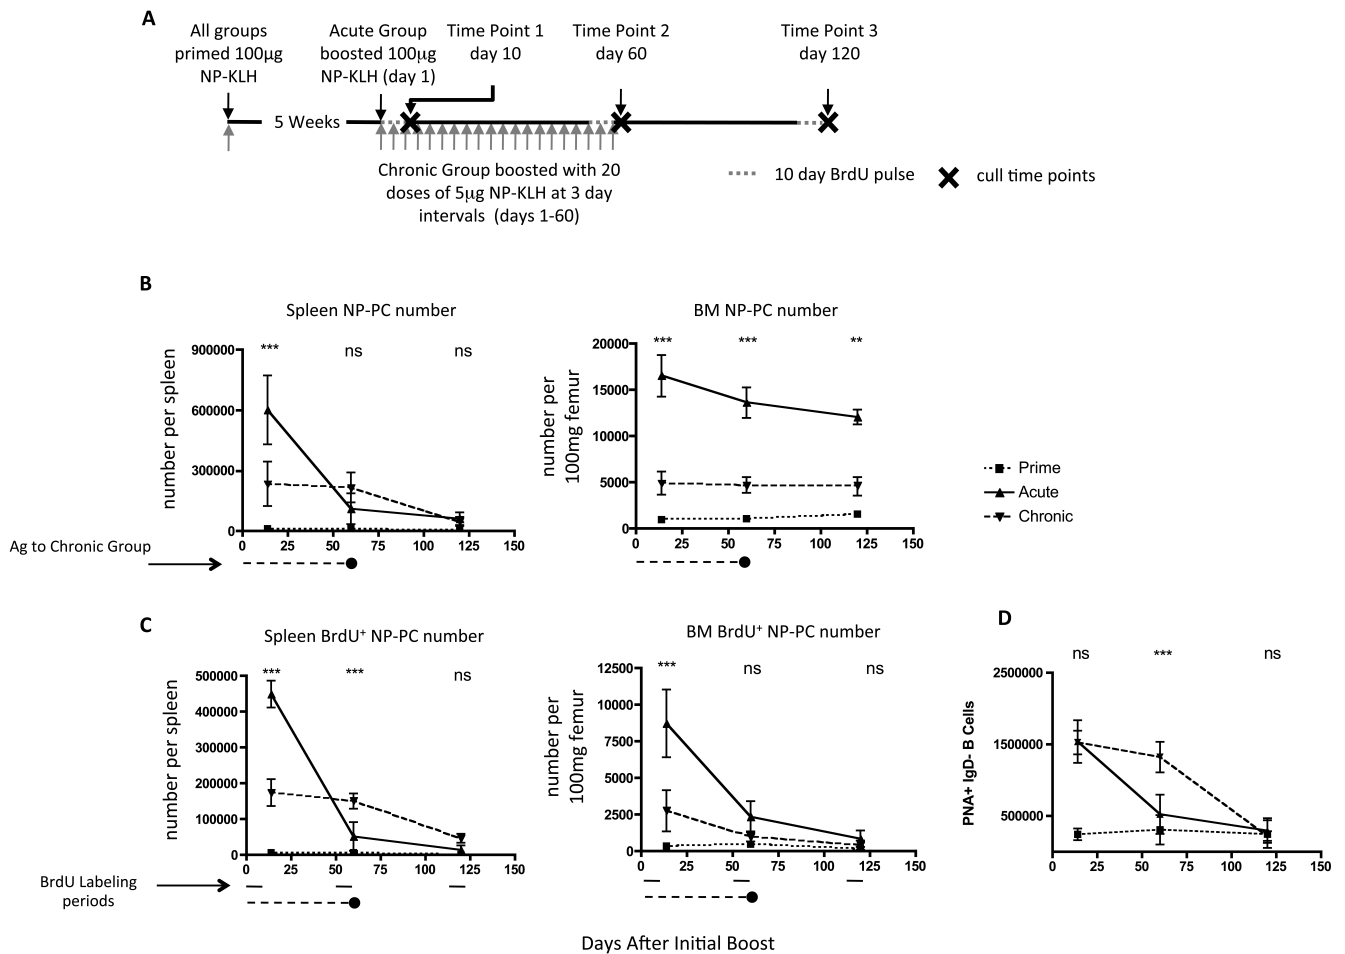 A
All groups
primed 100µg
NP-KLH
Acute Group
boosted 100µg
NP-KLH (day 1)
Time Point 1
day 10
Time Point 2
day 60
Time Point 3
day 120
5 Weeks
Chronic Group boosted with 20
doses of 5µg NP-KLH at 3 day
intervals (days 1-60)
10 day BrdU pulse
cull time points
B
Spleen NP-PC number
*** ns ns
number per spleen
900000
600000
300000
0
0 25 50 75 100 125 150
Ag to Chronic Group
BM NP-PC number
*** *** **
number per
100mg femur
20000
15000
10000
5000
0
0 25 50 75 100 125 150
Prime
Acute
Chronic
C
Spleen BrdU⁺ NP-PC number
*** *** ns
number per spleen
500000
400000
300000
200000
100000
0
0 25 50 75 100 125 150
BrdU Labeling
periods
BM BrdU⁺ NP-PC number
*** ns ns
number per
100mg femur
12500
10000
7500
5000
2500
0
0 25 50 75 100 125 150
D
ns *** ns
PNA+ IgD- B Cells
2500000
1500000
500000
0 25 50 75 100 125 150
Days After Initial Boost